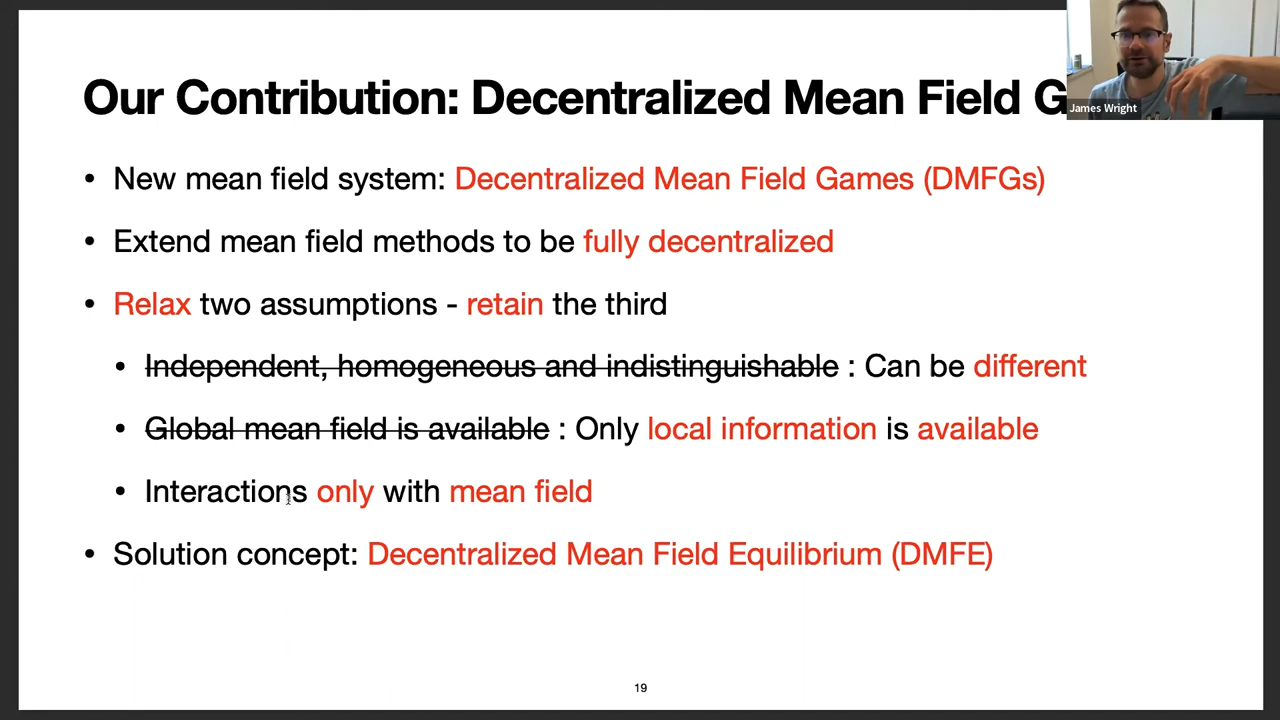 Our Contribution: Decentralized Mean Field G
James Wright
• New mean field system: Decentralized Mean Field Games (DMFGs)
• Extend mean field methods to be fully decentralized
• Relax two assumptions - retain the third
• Independent, homogeneous and indistinguishable : Can be different
• Global mean field is available : Only local information is available
• Interactions only with mean field
• Solution concept: Decentralized Mean Field Equilibrium (DMFE)
19